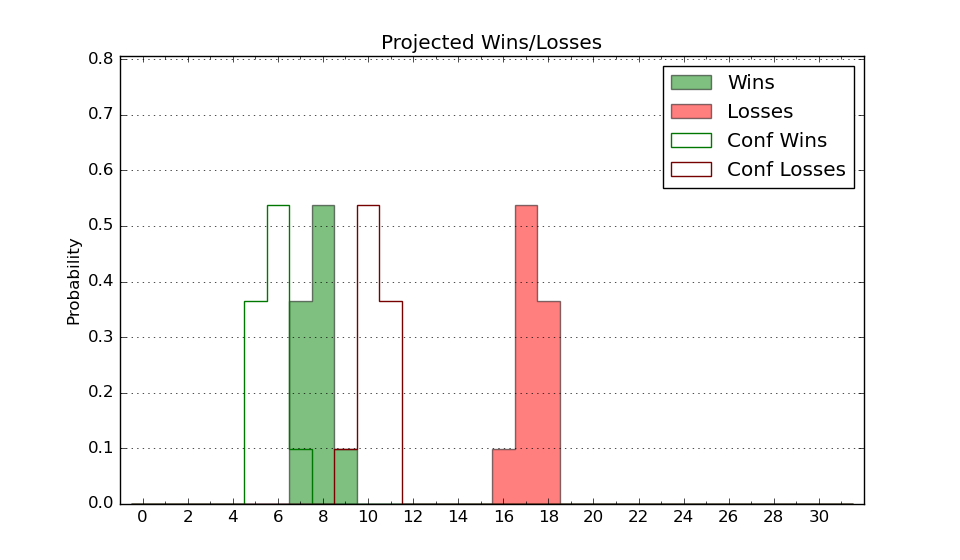 Projected Wins/Losses
0.8
0.7
0.6
0.5
0.4
0.3
0.2
0.1
0.0
Probability
Wins
Losses
Conf Wins
Conf Losses
0 2 4 6 8 10 12 14 16 18 20 22 24 26 28 30